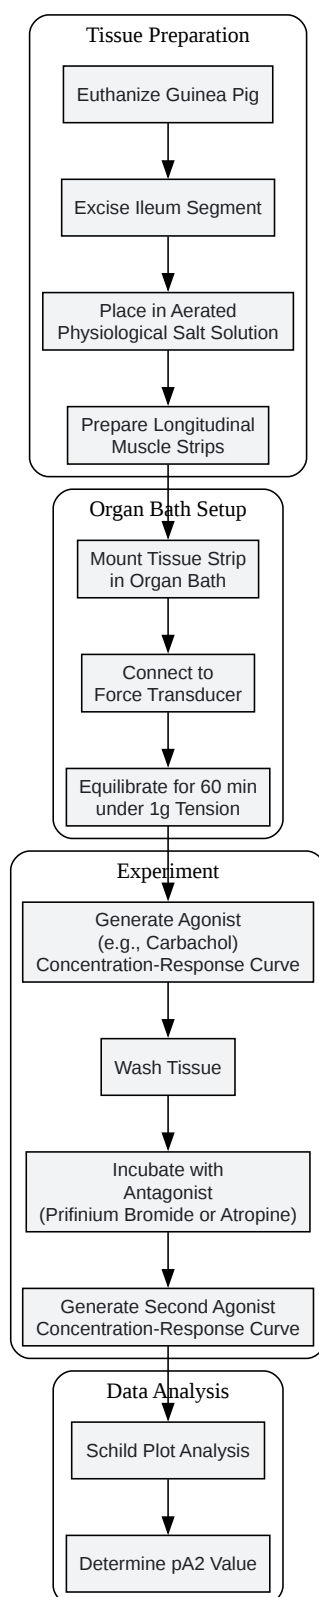 Tissue Preparation
Euthanize Guinea Pig
Excise Ileum Segment
Place in Aerated
Physiological Salt Solution
Prepare Longitudinal
Muscle Strips
Organ Bath Setup
Mount Tissue Strip
in Organ Bath
Connect to
Force Transducer
Equilibrate for 60 min
under 1g Tension
Experiment
Generate Agonist
(e.g., Carbachol)
Concentration-Response Curve
Wash Tissue
Incubate with
Antagonist
(Prifinium Bromide or Atropine)
Generate Second Agonist
Concentration-Response Curve
Data Analysis
Schild Plot Analysis
Determine pA2 Value